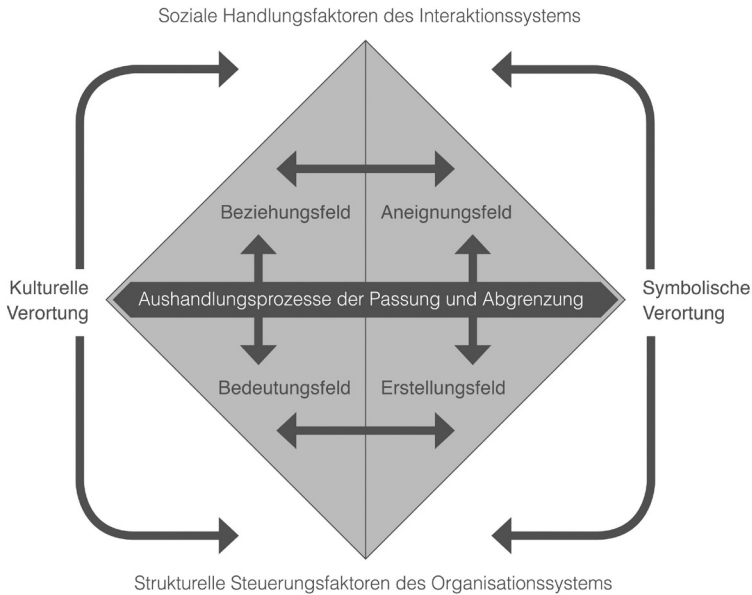 Soziale Handlungsfaktoren des Interaktionssystems
Beziehungsfeld
Aneignungsfeld
Kulturelle
Verortung
Aushandlungsprozesse der Passung und Abgrenzung
Symbolische
Verortung
Bedeutungsfeld
Erstellungsfeld
Strukturelle Steuerungsfaktoren des Organisationssystems